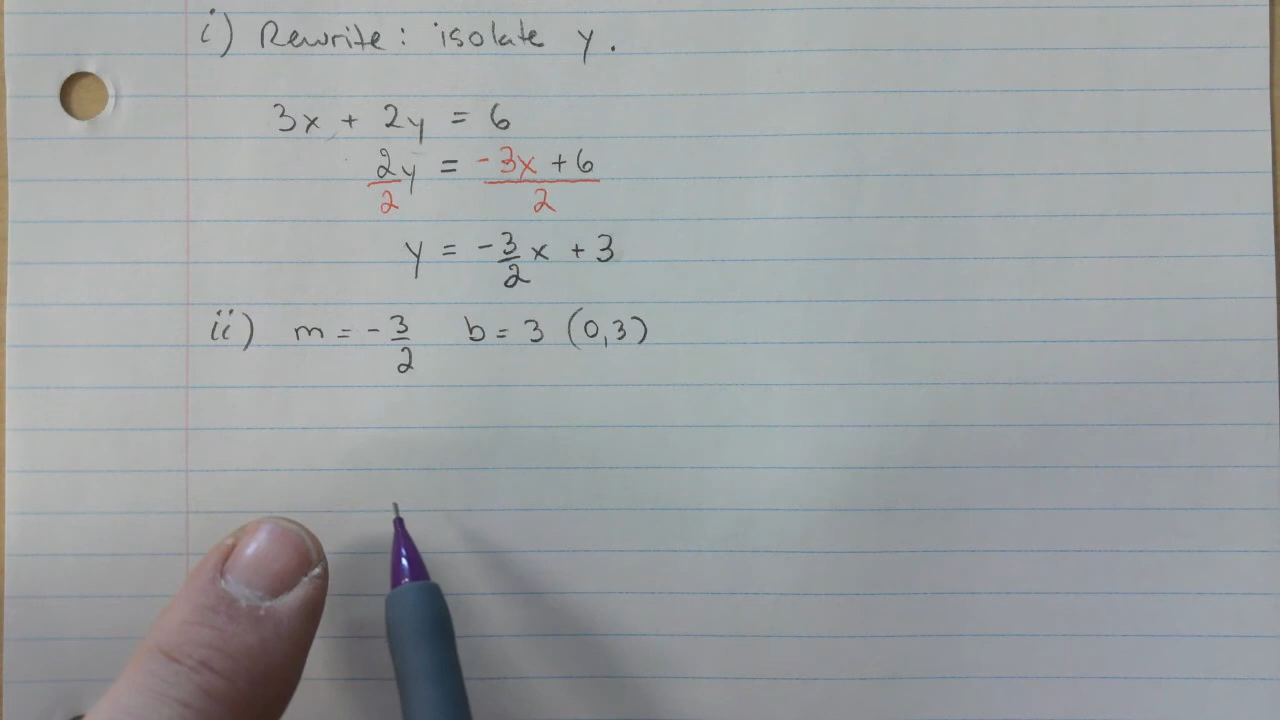 i) Rewrite: isolate y.
3x + 2y = 6
2y/2 = (-3x + 6)/2
y = -3/2 x + 3
ii) m = -3/2 b = 3 (0,3)